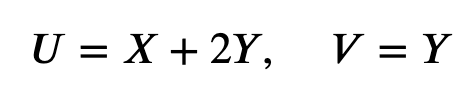 U = X + 2Y, V = Y